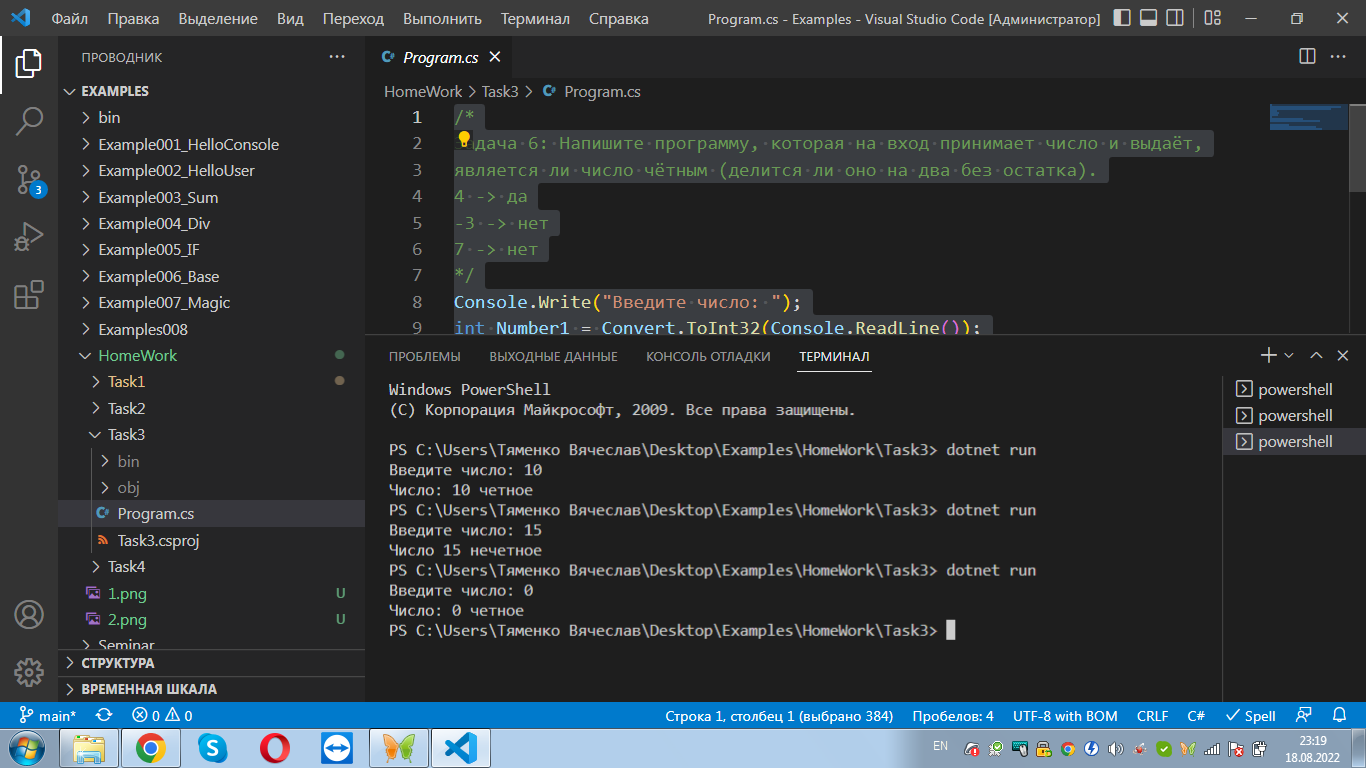 Файл Правка Выделение Вид Переход Выполнить Терминал Справка Program.cs - Examples - Visual Studio Code [Администратор]
ПРОВОДНИК
EXAMPLES
bin
Example001_HelloConsole
Example002_HelloUser
Example003_Sum
Example004_Div
Example005_IF
Example006_Base
Example007_Magic
Examples008
HomeWork
Task1
Task2
Task3
bin
obj
Program.cs
Task3.csproj
Task4
1.png U
2.png U
Seminar
СТРУКТУРА
ВРЕМЕННАЯ ШКАЛА
3
Program.cs
HomeWork > Task3 > Program.cs
1 /*
2 дача 6: Напишите программу, которая на вход принимает число и выдаёт,
3 является ли число чётным (делится ли оно на два без остатка).
4 4 -> да
5 -3 -> нет
6 7 -> нет
7 */
8 Console.Write("Введите число: ");
9 int Number1 = Convert.ToInt32(Console.ReadLine());
ПРОБЛЕМЫ ВЫХОДНЫЕ ДАННЫЕ КОНСОЛЬ ОТЛАДКИ ТЕРМИНАЛ
Windows PowerShell
(C) Корпорация Майкрософт, 2009. Все права защищены.
PS C:\Users\Тяменко Вячеслав\Desktop\Examples\HomeWork\Task3> dotnet run
Введите число: 10
Число: 10 четное
PS C:\Users\Тяменко Вячеслав\Desktop\Examples\HomeWork\Task3> dotnet run
Введите число: 15
Число 15 нечетное
PS C:\Users\Тяменко Вячеслав\Desktop\Examples\HomeWork\Task3> dotnet run
Введите число: 0
Число: 0 четное
PS C:\Users\Тяменко Вячеслав\Desktop\Examples\HomeWork\Task3>
powershell
powershell
powershell
main* 0 0 Строка 1, столбец 1 (выбрано 384) Пробелов: 4 UTF-8 with BOM CRLF C# Spell
EN 23:19
18.08.2022